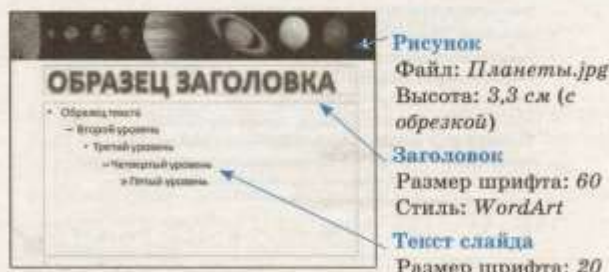 ОБРАЗЕЦ ЗАГОЛОВКА
• Образец текста
– Второй уровень
• Третий уровень
– Четвертый уровень
» Пятый уровень
Рисунок
Файл: Планеты.jpg
Высота: 3,3 см (с
обрезкой)
Заголовок
Размер шрифта: 60
Стиль: WordArt
Текст слайда
Размер шрифта: 20